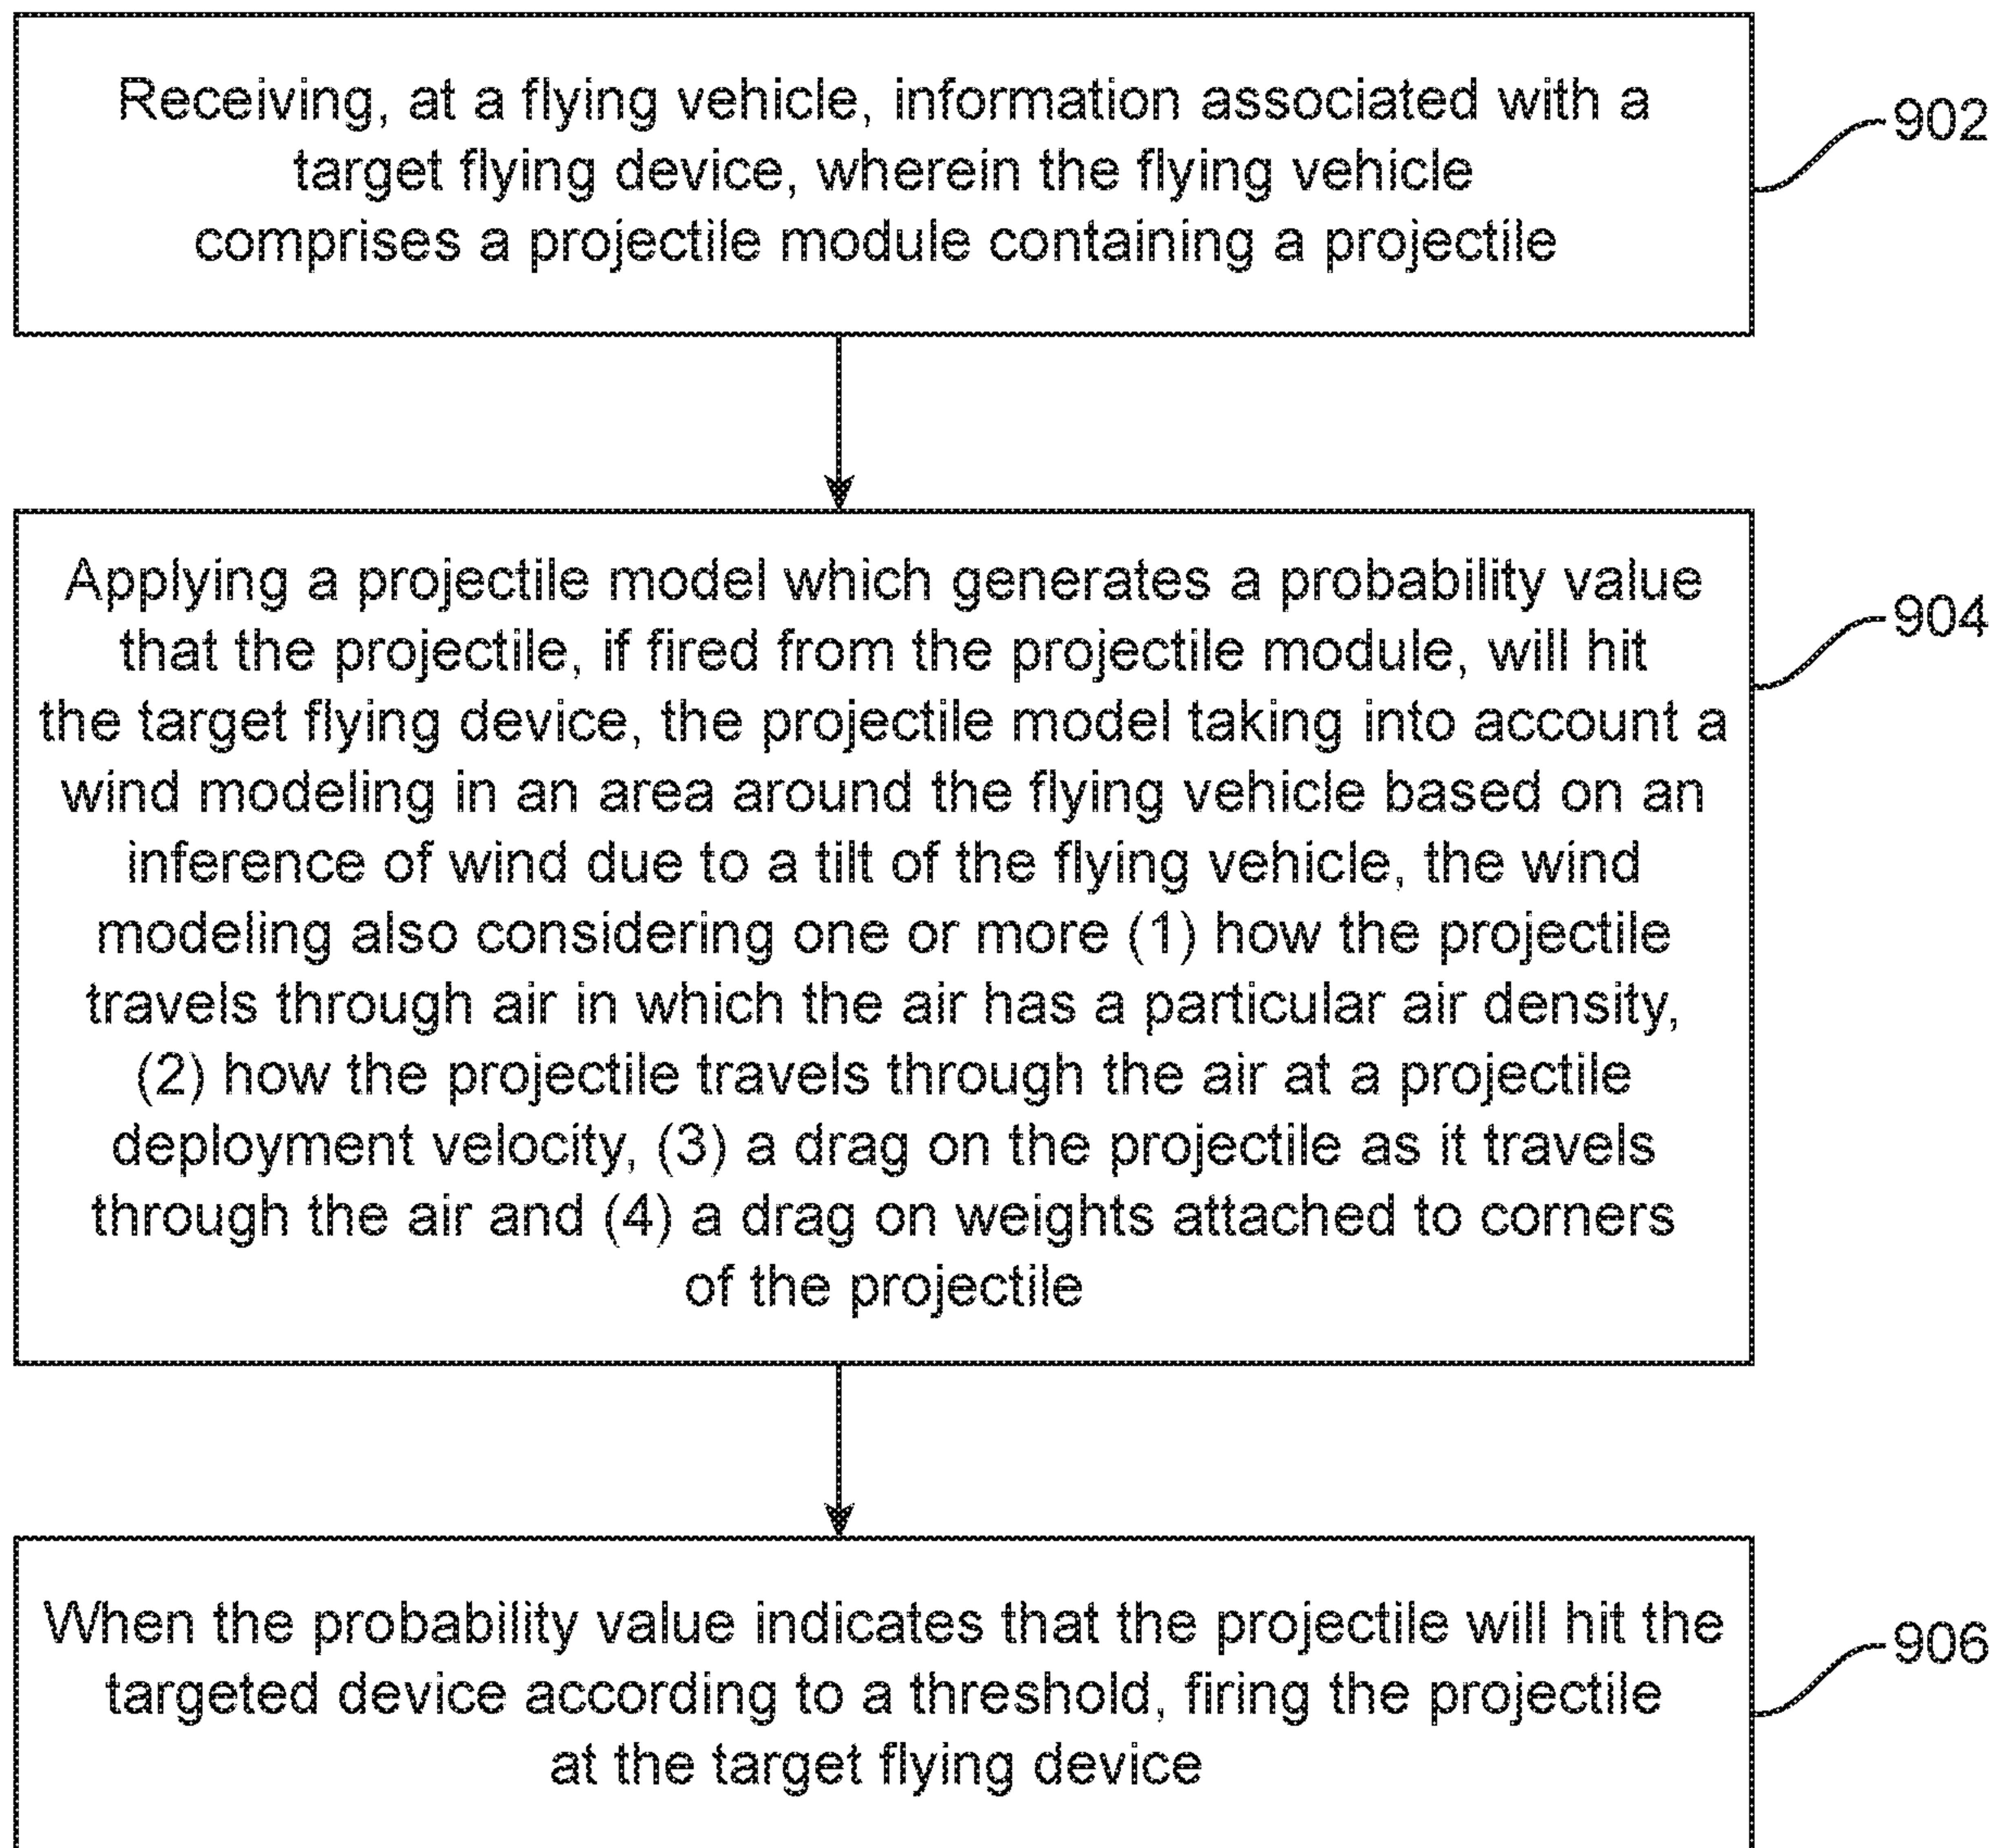 Receiving, at a flying vehicle, information associated with a
target flying device, wherein the flying vehicle
comprises a projectile module containing a projectile
902
Applying a projectile model which generates a probability value
that the projectile, if fired from the projectile module, will hit
the target flying device, the projectile model taking into account a
wind modeling in an area around the flying vehicle based on an
inference of wind due to a tilt of the flying vehicle, the wind
modeling also considering one or more (1) how the projectile
travels through air in which the air has a particular air density,
(2) how the projectile travels through the air at a projectile
deployment velocity, (3) a drag on the projectile as it travels
through the air and (4) a drag on weights attached to corners
of the projectile
904
When the probability value indicates that the projectile will hit the
targeted device according to a threshold, firing the projectile
at the target flying device
906